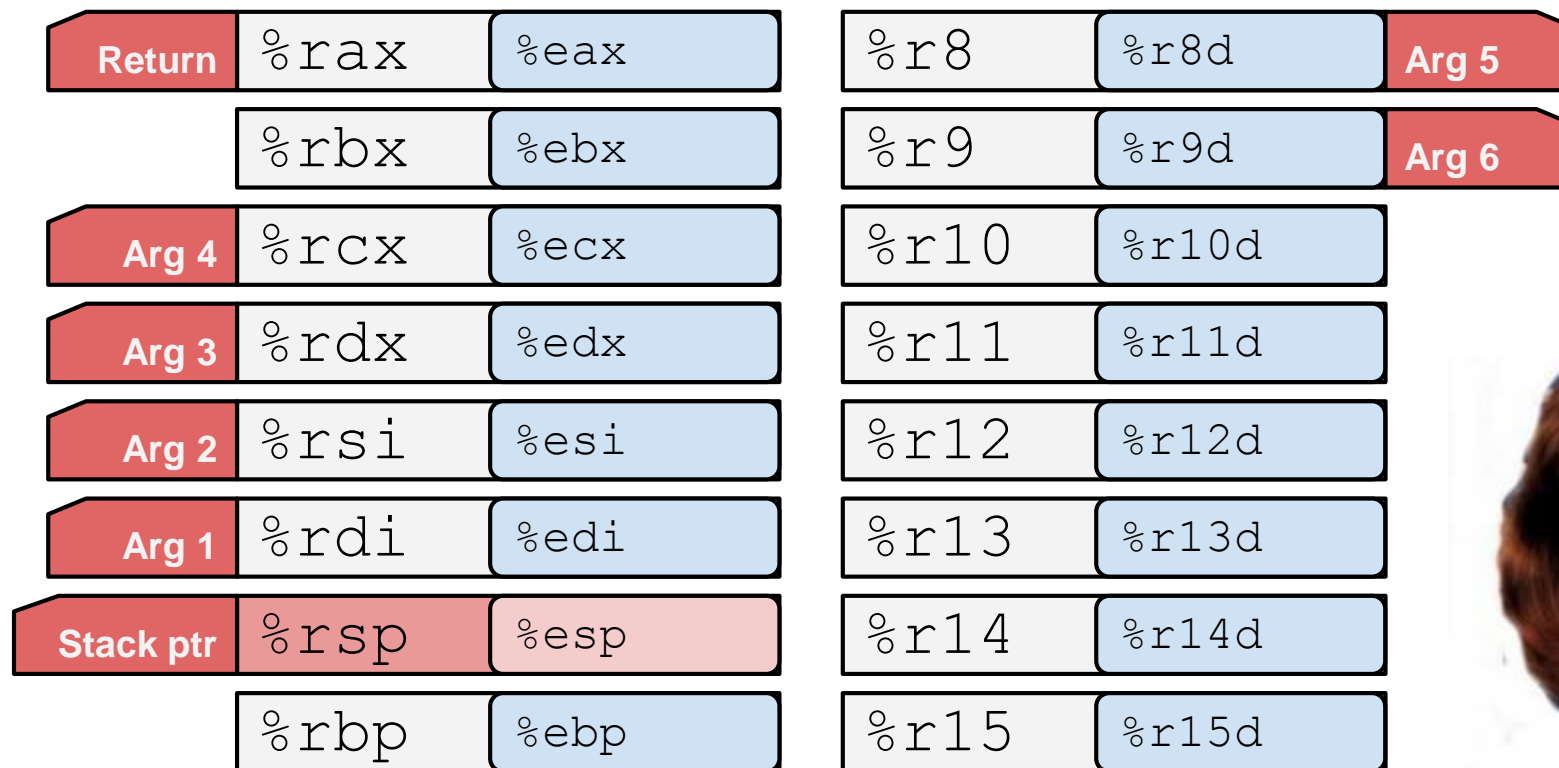 Return %rax %eax %r8 %r8d Arg 5
%rbx %ebx %r9 %r9d Arg 6
Arg 4 %rcx %ecx %r10 %r10d
Arg 3 %rdx %edx %r11 %r11d
Arg 2 %rsi %esi %r12 %r12d
Arg 1 %rdi %edi %r13 %r13d
Stack ptr %rsp %esp %r14 %r14d
%rbp %ebp %r15 %r15d